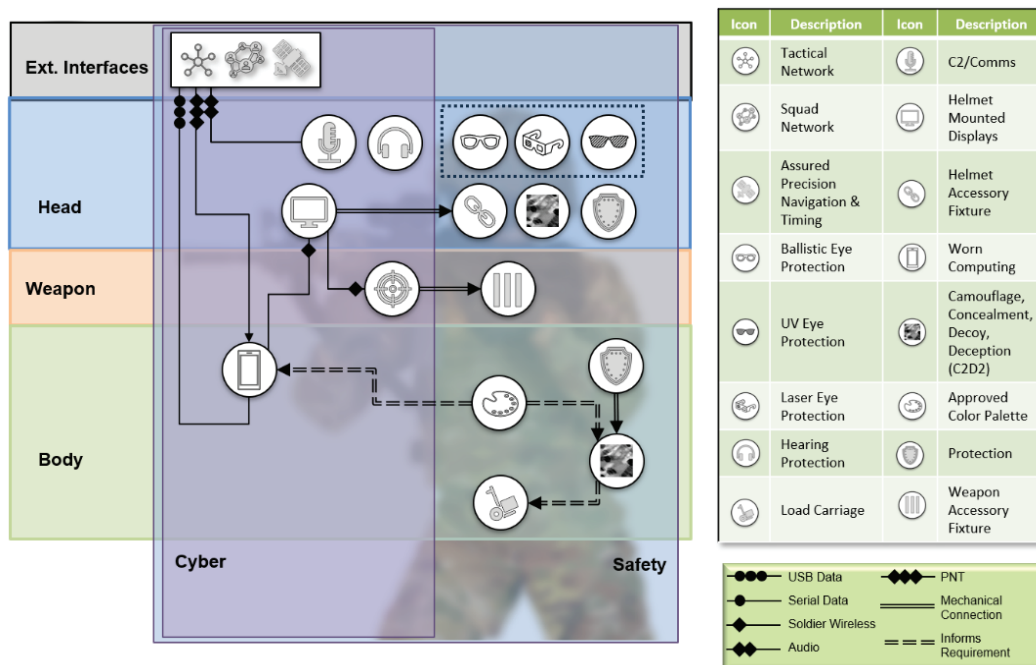 Ext. Interfaces
Head
Weapon
Body
Cyber
Safety
Icon Description Icon Description
Tactical
Network
C2/Comms
Squad
Network
Helmet
Mounted
Displays
Assured
Precision
Navigation &
Timing
Helmet
Accessory
Fixture
Ballistic Eye
Protection
Worn
Computing
UV Eye
Protection
Camouflage,
Concealment,
Decoy,
Deception
(C2D2)
Laser Eye
Protection
Approved
Color Palette
Hearing
Protection
Protection
Load Carriage
Weapon
Accessory
Fixture
USB Data
PNT
Serial Data
Mechanical
Connection
Soldier Wireless
Audio
Informs
Requirement